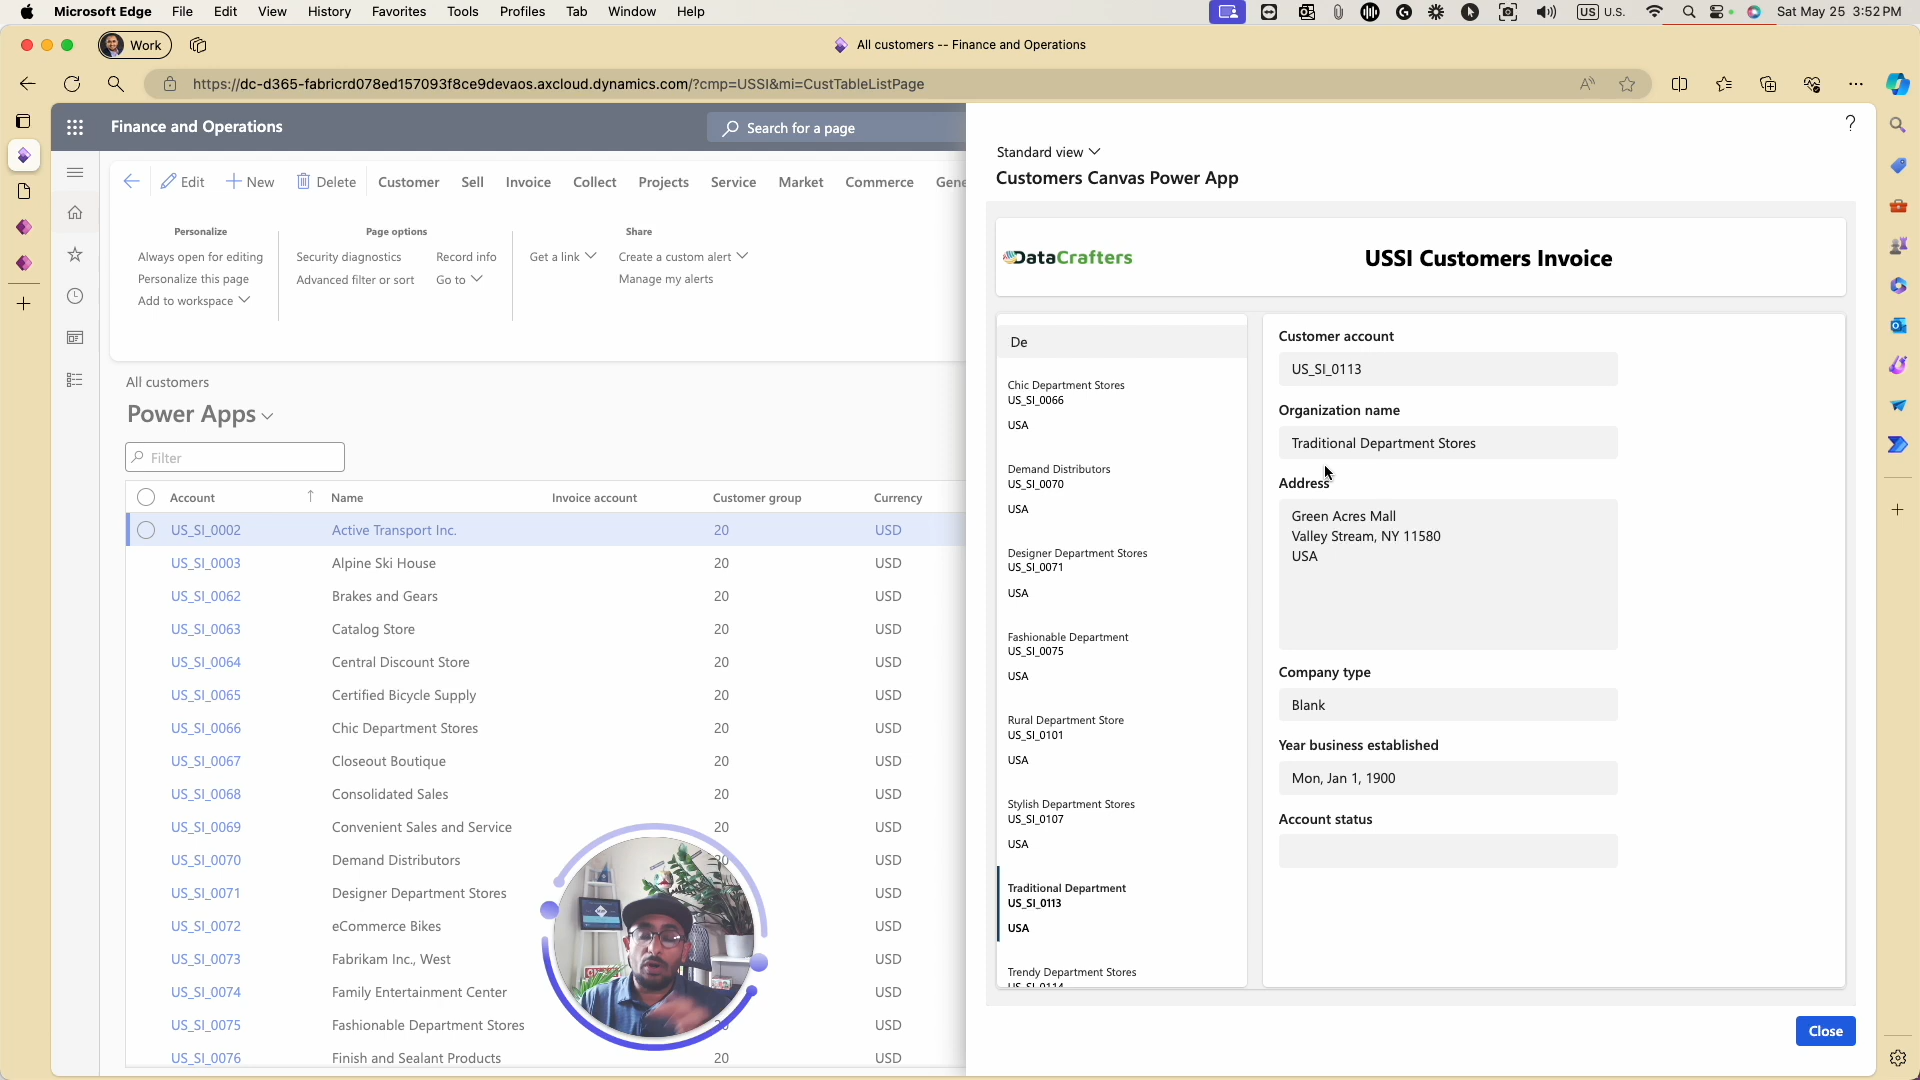 Microsoft Edge File Edit View History Favorites Tools Profiles Tab Window Help
US U.S. Sat May 25 3:52 PM
Work
All customers -- Finance and Operations
https://dc-d365-fabricrd078ed157093f8ce9devaos.axcloud.dynamics.com/?cmp=USSI&mi=CustTableListPage
Finance and Operations
Search for a page
Edit New Delete Customer Sell Invoice Collect Projects Service Market Commerce Gene
Personalize
Always open for editing
Personalize this page
Add to workspace
Page options
Security diagnostics
Advanced filter or sort
Record info
Go to
Share
Get a link
Create a custom alert
Manage my alerts
All customers
Power Apps
Filter
Account Name Invoice account Customer group Currency
US_SI_0002 Active Transport Inc. 20 USD
US_SI_0003 Alpine Ski House 20 USD
US_SI_0062 Brakes and Gears 20 USD
US_SI_0063 Catalog Store 20 USD
US_SI_0064 Central Discount Store 20 USD
US_SI_0065 Certified Bicycle Supply 20 USD
US_SI_0066 Chic Department Stores 20 USD
US_SI_0067 Closeout Boutique 20 USD
US_SI_0068 Consolidated Sales 20 USD
US_SI_0069 Convenient Sales and Service 20 USD
US_SI_0070 Demand Distributors 20 USD
US_SI_0071 Designer Department Stores USD
US_SI_0072 eCommerce Bikes USD
US_SI_0073 Fabrikam Inc., West USD
US_SI_0074 Family Entertainment Center USD
US_SI_0075 Fashionable Department Stores 20 USD
US_SI_0076 Finish and Sealant Products 20 USD
?
Standard view
Customers Canvas Power App
DataCrafters
USSI Customers Invoice
De
Chic Department Stores
US_SI_0066
USA
Demand Distributors
US_SI_0070
USA
Designer Department Stores
US_SI_0071
USA
Fashionable Department
US_SI_0075
USA
Rural Department Store
US_SI_0101
USA
Stylish Department Stores
US_SI_0107
USA
Traditional Department
US_SI_0113
USA
Trendy Department Stores
US_SI_0114
Customer account
US_SI_0113
Organization name
Traditional Department Stores
Address
Green Acres Mall
Valley Stream, NY 11580
USA
Company type
Blank
Year business established
Mon, Jan 1, 1900
Account status
Close